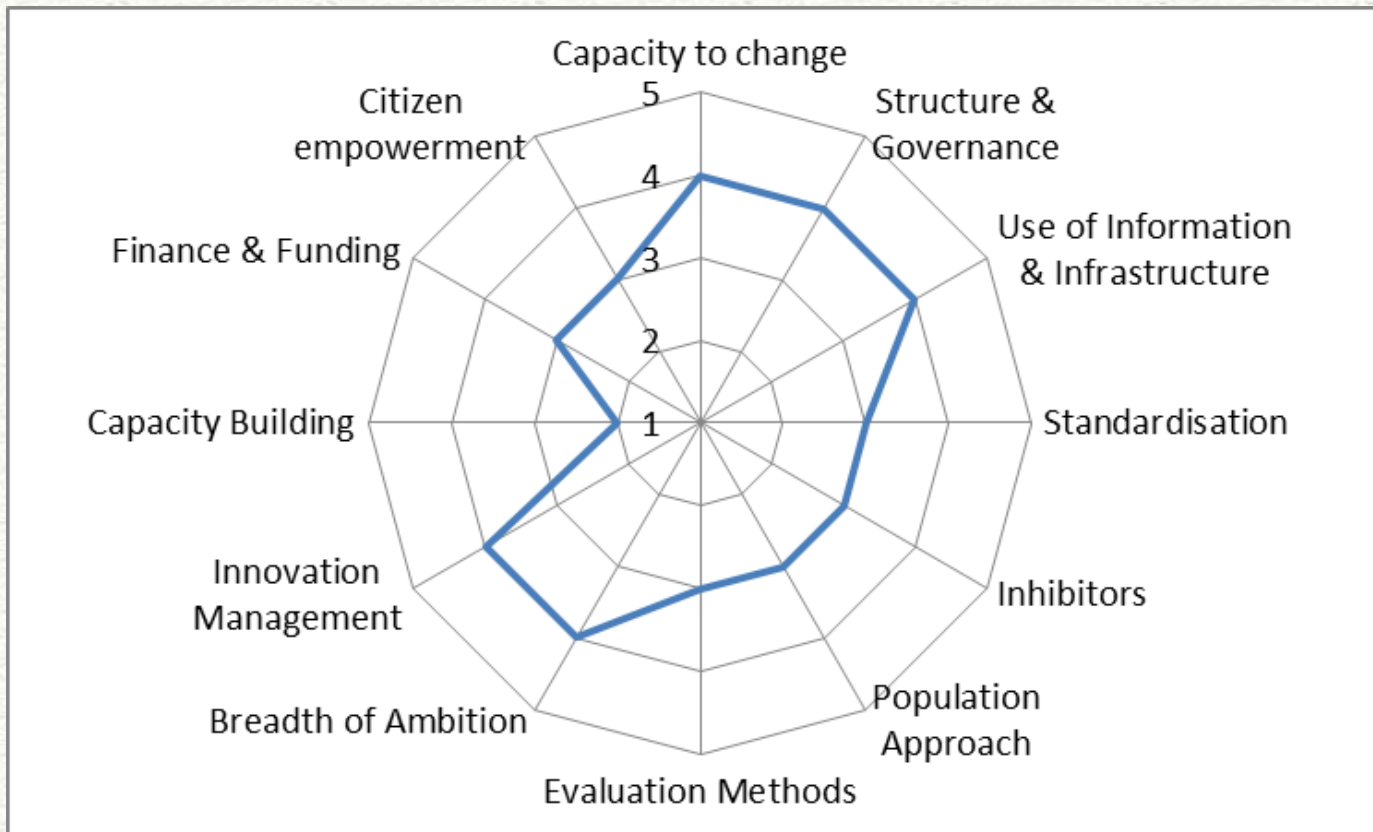 Capacity to change
Citizen
empowerment
5
Structure &
Governance
4
Use of Information
& Infrastructure
Finance & Funding
3
2
Capacity Building
1
Standardisation
Innovation
Management
Inhibitors
Breadth of Ambition
Population
Approach
Evaluation Methods